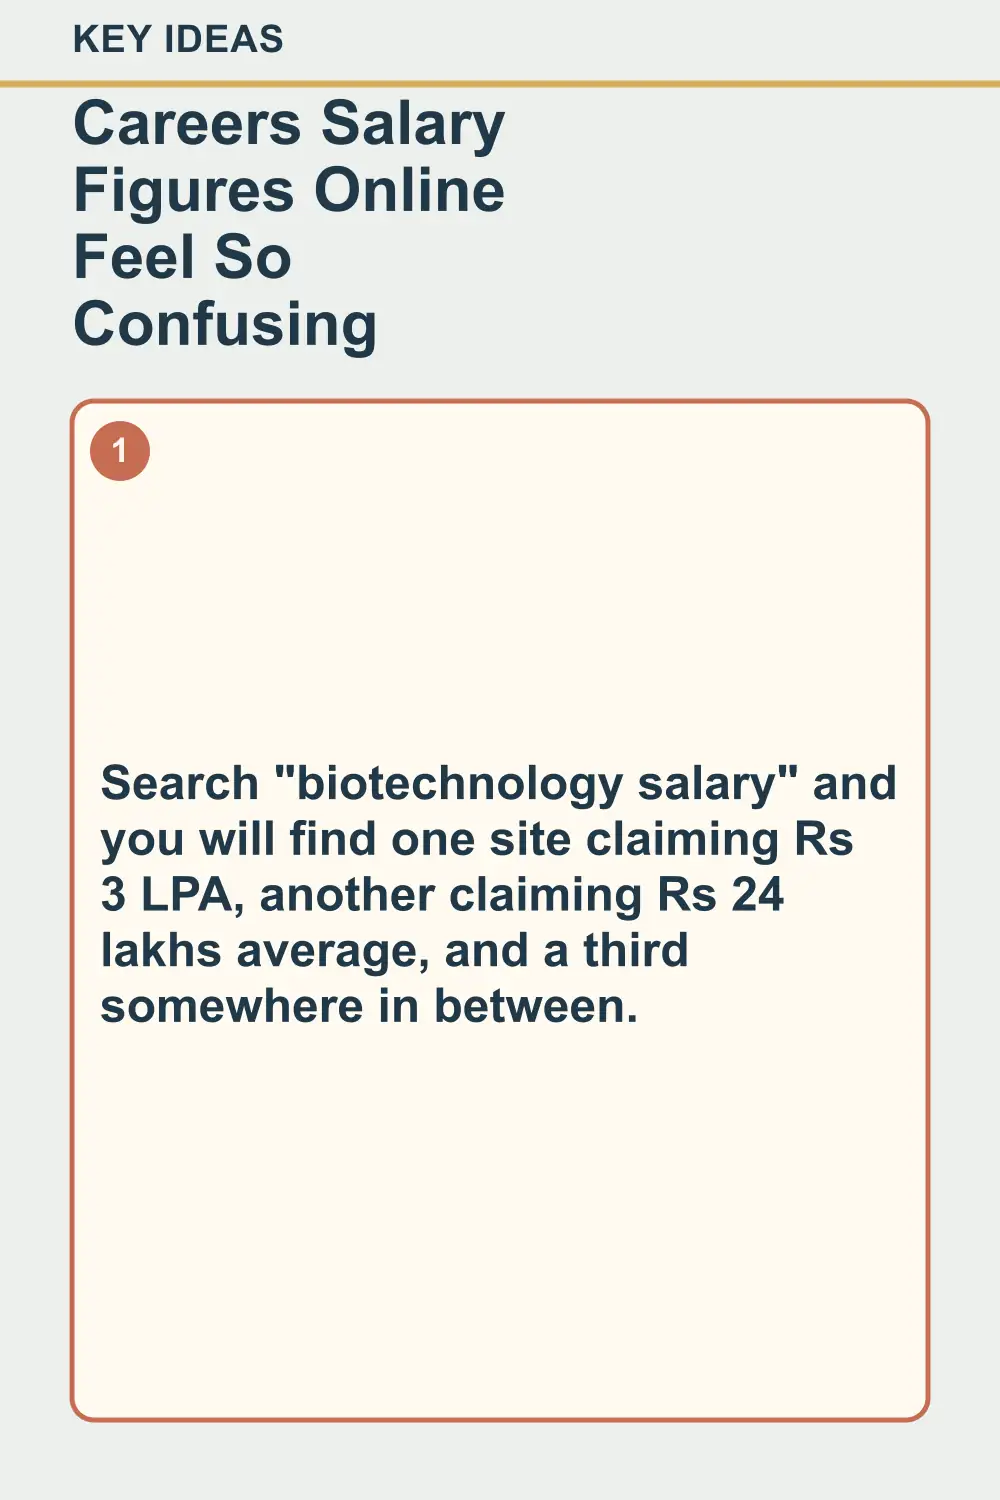 KEY IDEAS
Careers Salary
Figures Online
Feel So
Confusing
1
Search "biotechnology salary" and
you will find one site claiming Rs
3 LPA, another claiming Rs 24
lakhs average, and a third
somewhere in between.